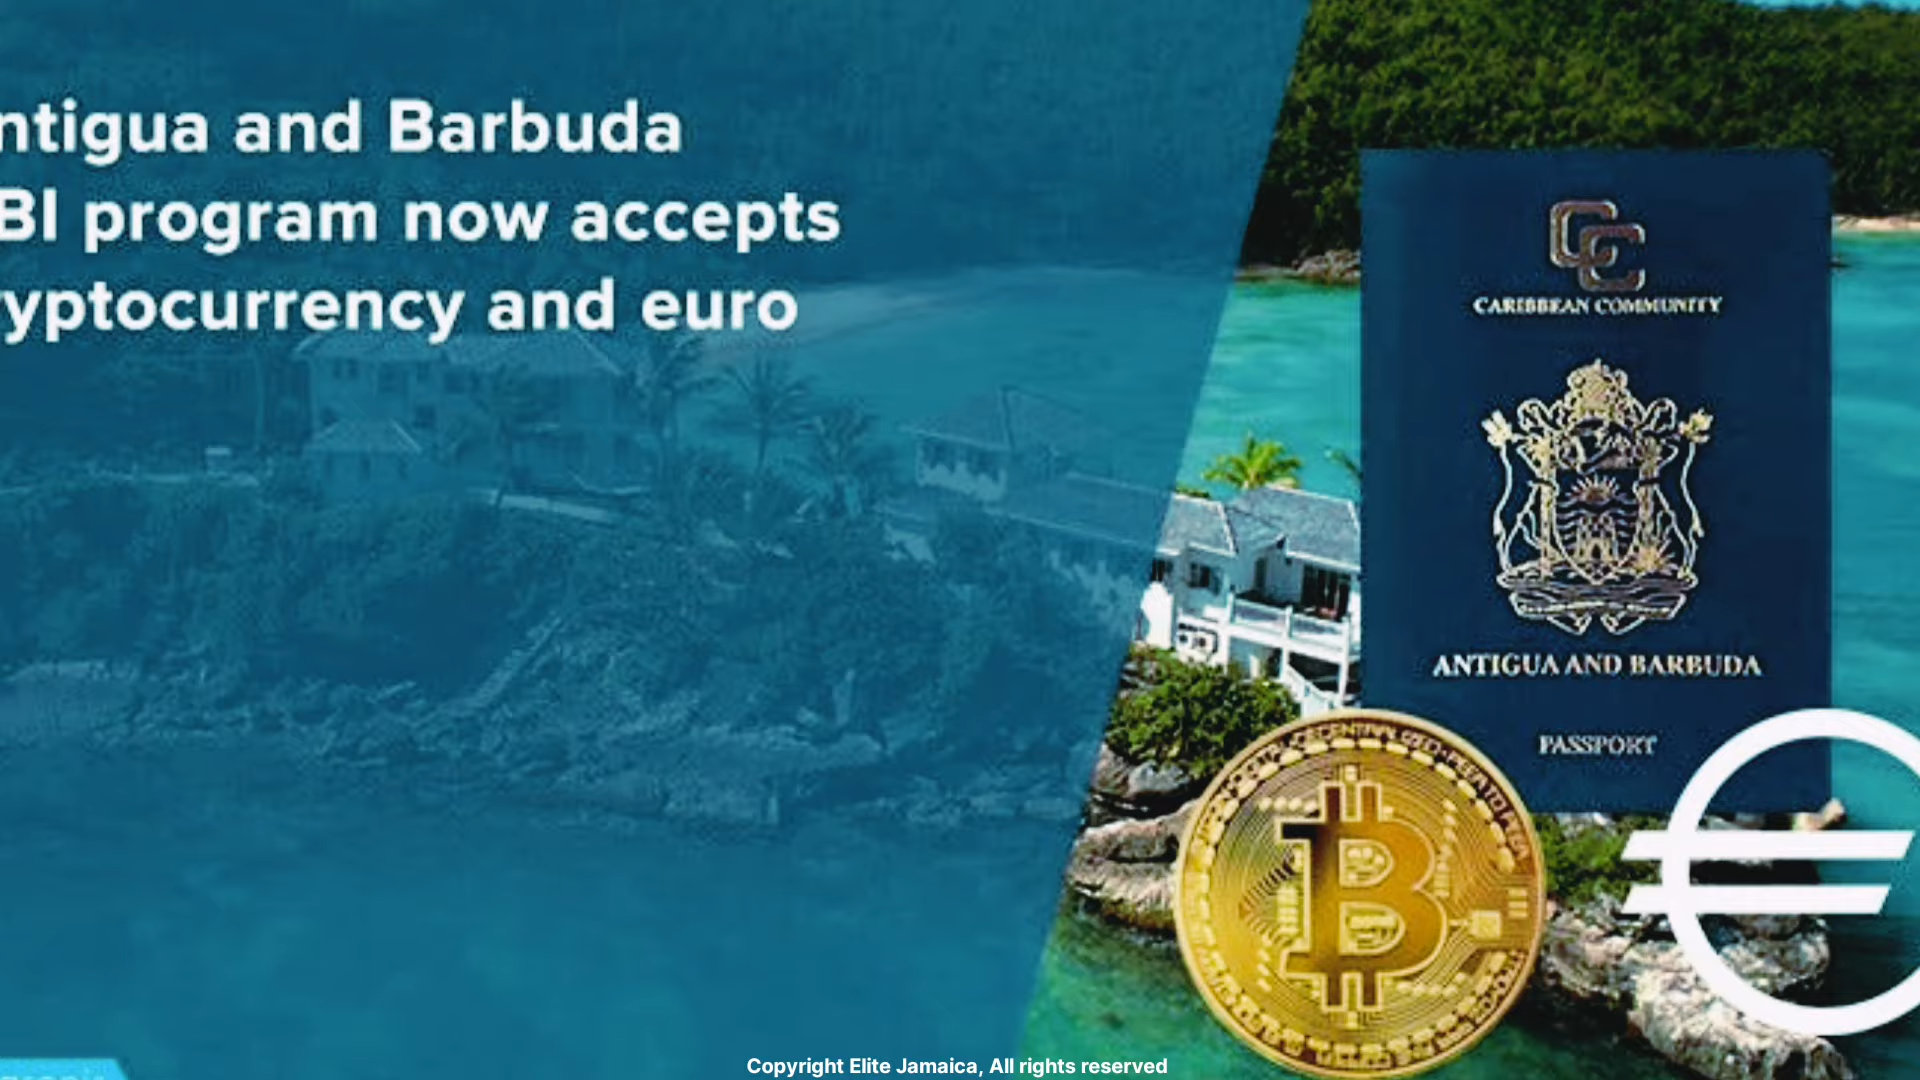 ntigua and Barbuda
BI program now accepts
yptocurrency and euro
CARIBBEAN COMMUNITY
ANTIGUA AND BARBUDA
PASSPORT
Copyright Elite Jamaica, All rights reserved